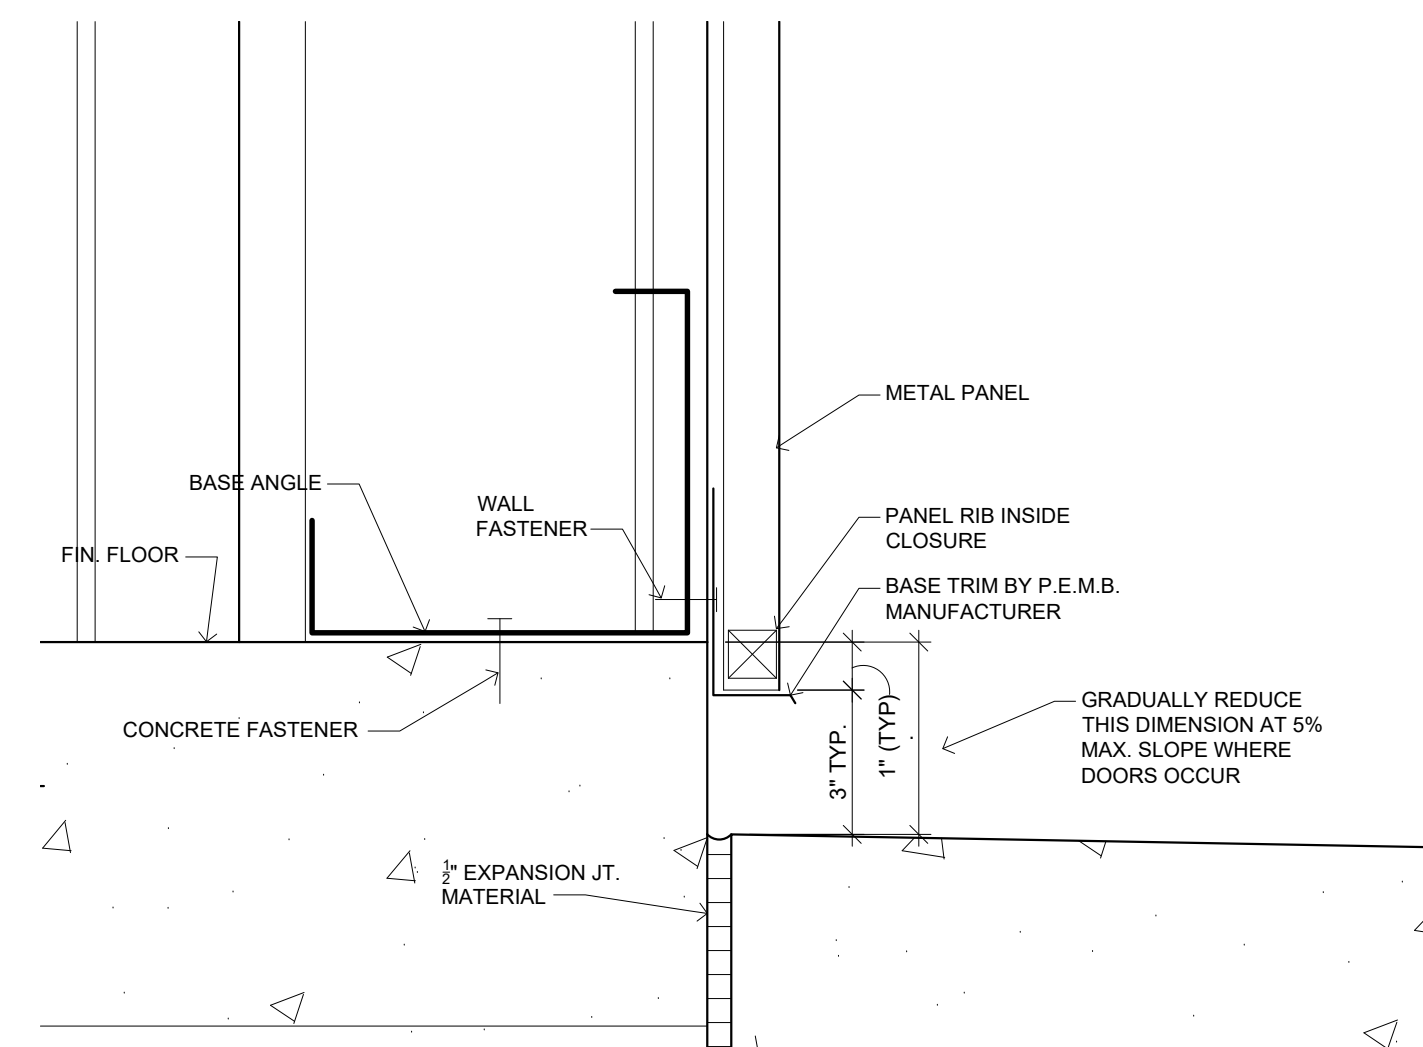 METAL PANEL
BASE ANGLE
WALL
FASTENER
PANEL RIB INSIDE
CLOSURE
FIN. FLOOR
BASE TRIM BY P.E.M.B.
MANUFACTURER
CONCRETE FASTENER
3" TYP.
1" (TYP)
GRADUALLY REDUCE
THIS DIMENSION AT 5%
MAX. SLOPE WHERE
DOORS OCCUR
½" EXPANSION JT.
MATERIAL